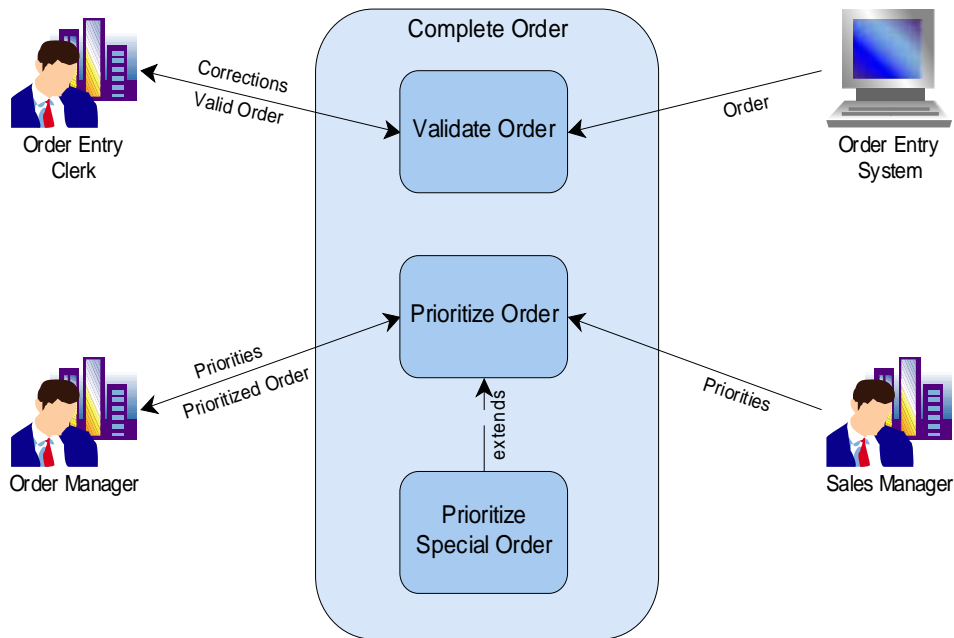 Complete Order
Corrections
Valid Order
Validate Order
Order
Order Entry
Clerk
Order Entry
System
Prioritize Order
Priorities
Prioritized Order
Priorities
extends
Order Manager
Sales Manager
Prioritize
Special Order